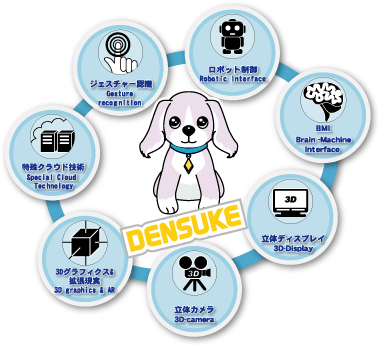 ロボット制御
Robotic interface
BMI
Brain-Machine
interface
立体ディスプレイ
3D-Display
3D
立体カメラ
3D-camera
3Dグラフィクス&
拡張現実
3D graphics & AR
特殊クラウド技術
Special Cloud
Technology
ジェスチャー認識
Gesture
recognition
DENSUKE